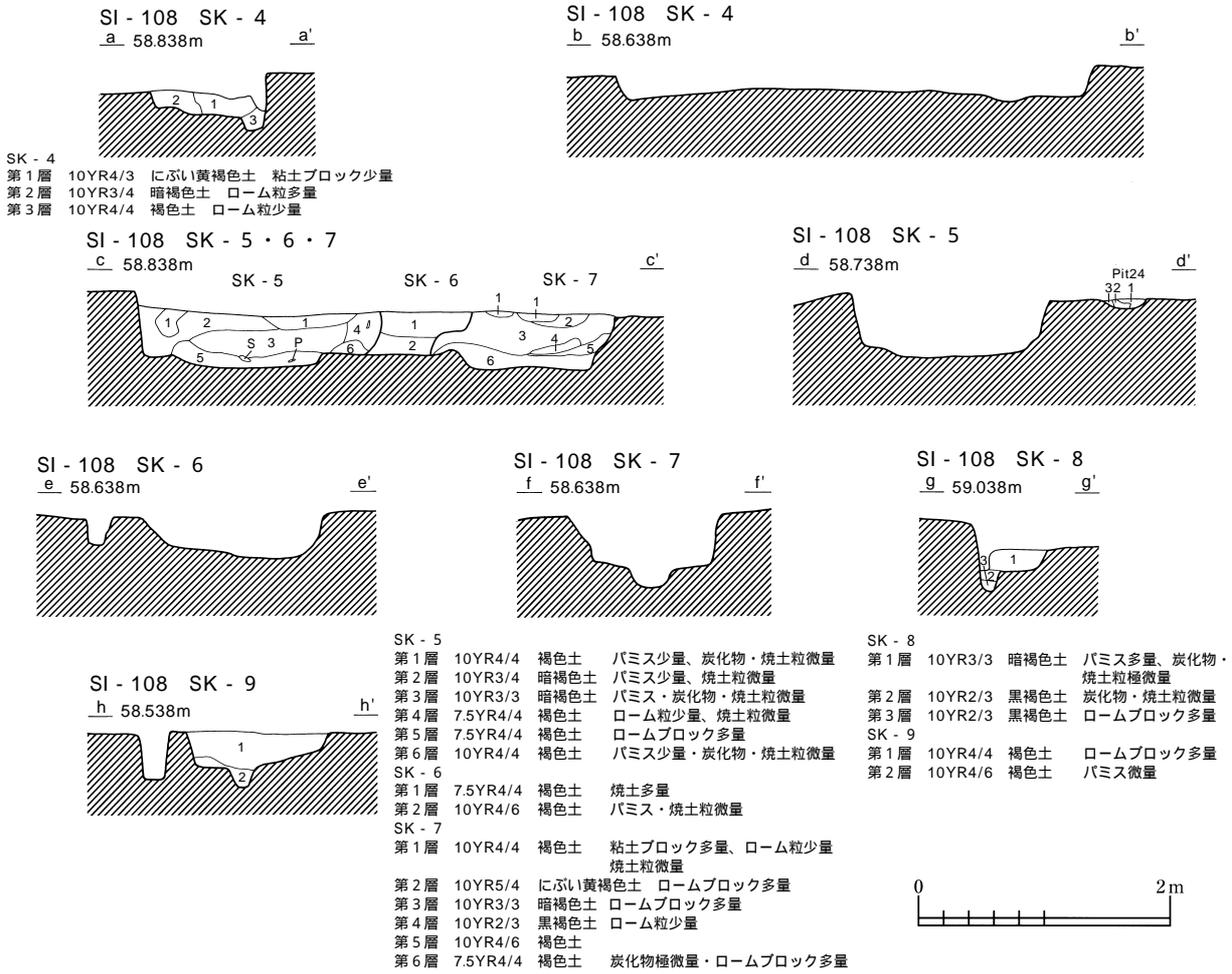 SI - 108 SK - 4
a 58.838m a'
2 1 3
SI - 108 SK - 4
b 58.638m b'
SK - 4
第1層 10YR4/3 にぶい黄褐色土 粘土ブロック少量
第2層 10YR3/4 暗褐色土 ローム粒多量
第3層 10YR4/4 褐色土 ローム粒少量
SI - 108 SK - 5・6・7
c 58.838m c'
SK - 5 SK - 6 SK - 7
1 1
1 2 1 4 1 2
S 3 P 3 4
5 6 2 6 5
SI - 108 SK - 5
d 58.738m d'
Pit24
32 1
SI - 108 SK - 6
e 58.638m e'
SI - 108 SK - 7
f 58.638m f'
SI - 108 SK - 8
g 59.038m g'
3 1
2
SI - 108 SK - 9
h 58.538m h'
1
2
SK - 5
第1層 10YR4/4 褐色土 パミス少量、炭化物・焼土粒微量
第2層 10YR3/4 暗褐色土 パミス少量、焼土粒微量
第3層 10YR3/3 暗褐色土 パミス・炭化物・焼土粒微量
第4層 7.5YR4/4 褐色土 ローム粒少量、焼土粒微量
第5層 7.5YR4/4 褐色土 ロームブロック多量
第6層 10YR4/4 褐色土 パミス少量・炭化物・焼土粒微量
SK - 6
第1層 7.5YR4/4 褐色土 焼土多量
第2層 10YR4/6 褐色土 パミス・焼土粒微量
SK - 7
第1層 10YR4/4 褐色土 粘土ブロック多量、ローム粒少量
焼土粒微量
第2層 10YR5/4 にぶい黄褐色土 ロームブロック多量
第3層 10YR3/3 暗褐色土 ロームブロック多量
第4層 10YR2/3 黒褐色土 ローム粒少量
第5層 10YR4/6 褐色土
第6層 7.5YR4/4 褐色土 炭化物極微量・ロームブロック多量
SK - 8
第1層 10YR3/3 暗褐色土 パミス多量、炭化物・
焼土粒極微量
第2層 10YR2/3 黒褐色土 炭化物・焼土粒微量
第3層 10YR2/3 黒褐色土 ロームブロック多量
SK - 9
第1層 10YR4/4 褐色土 ロームブロック多量
第2層 10YR4/6 褐色土 パミス微量
0 2m